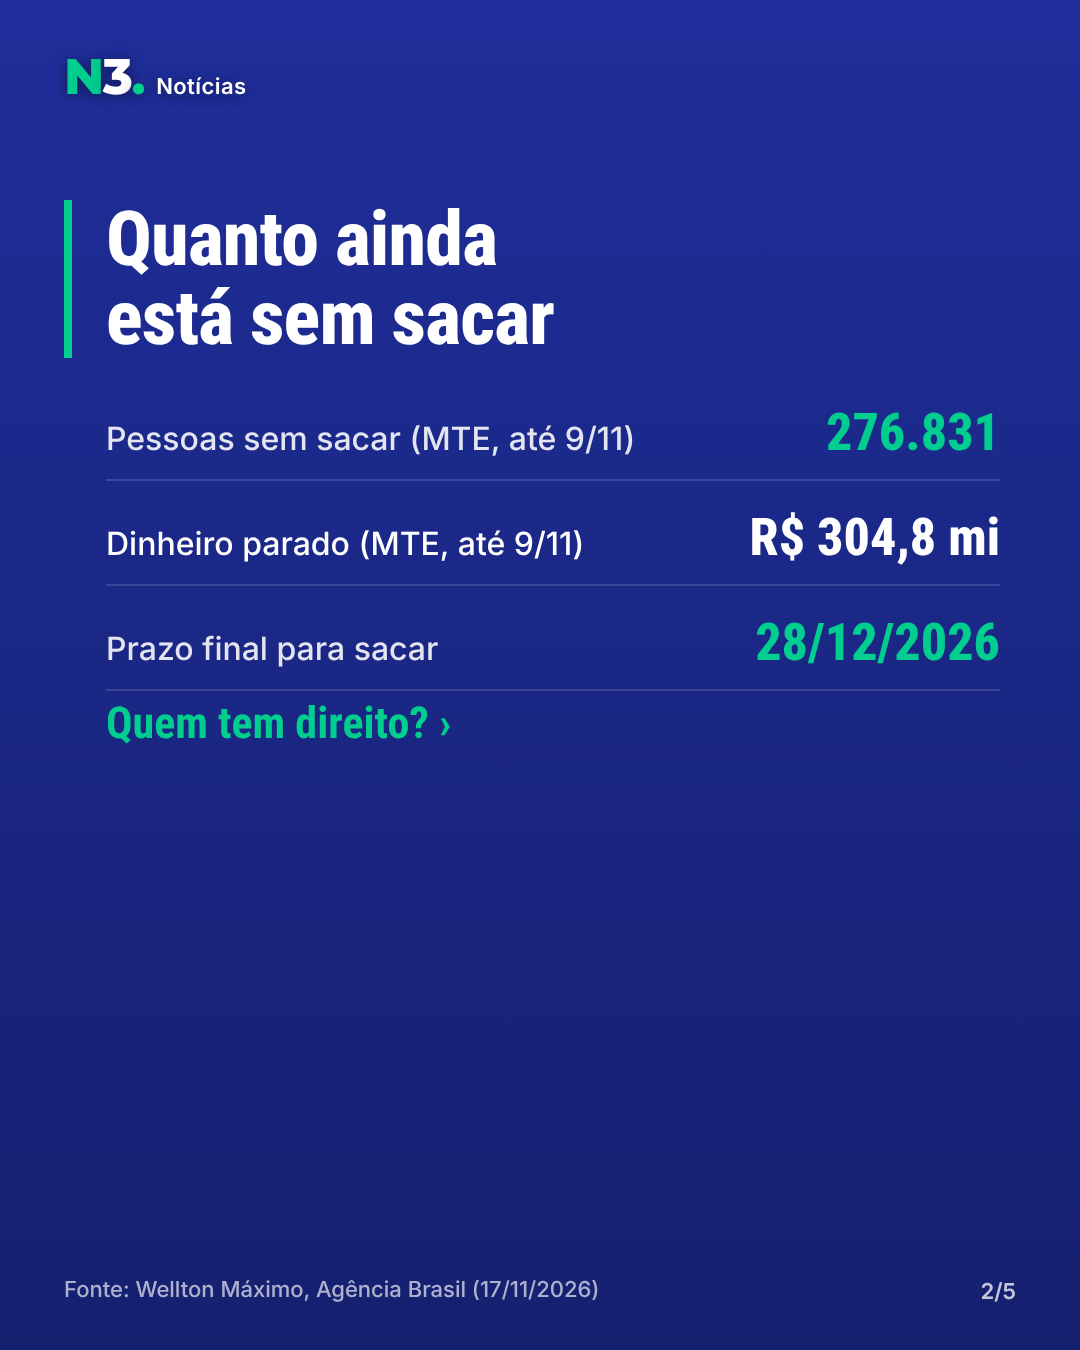 N3. Notícias
Quanto ainda
está sem sacar
Pessoas sem sacar (MTE, até 9/11) 276.831
Dinheiro parado (MTE, até 9/11) R$ 304,8 mi
Prazo final para sacar 28/12/2026
Quem tem direito? ›
Fonte: Wellton Máximo, Agência Brasil (17/11/2026) 2/5